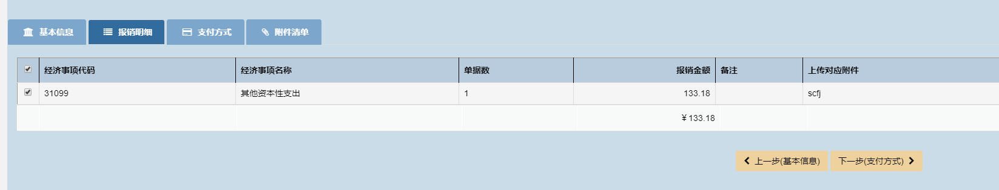 基本信息 报销明细 支付方式 附件清单
经济事项代码 经济事项名称 单据数 报销金额 备注 上传对应附件
31099 其他资本性支出 1 133.18 scfj
￥133.18
上一步(基本信息) 下一步(支付方式)